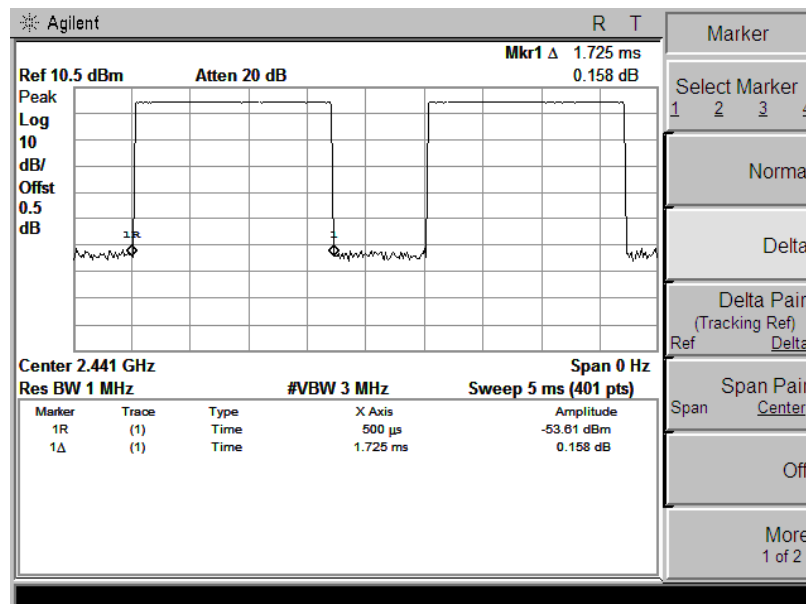 Agilent R T
Mkr1 Δ 1.725 ms
Ref 10.5 dBm Atten 20 dB 0.158 dB
Peak
Log
10
dB/
Offst
0.5
dB
1R 1
Center 2.441 GHz Span 0 Hz
Res BW 1 MHz #VBW 3 MHz Sweep 5 ms (401 pts)
Marker Trace Type X Axis Amplitude
1R (1) Time 500 µs -53.61 dBm
1Δ (1) Time 1.725 ms 0.158 dB
Marker
Select Marker
1 2 3 4
Norma
Delta
Delta Pair
(Tracking Ref)
Ref Delta
Span Pair
Span Center
Off
More
1 of 2